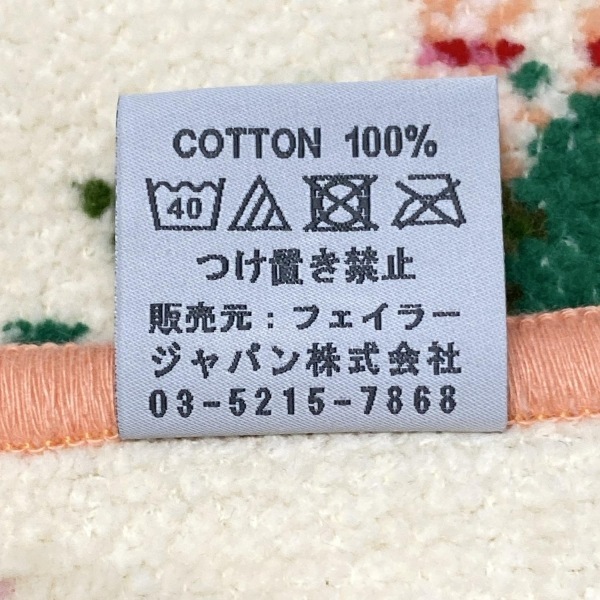 COTTON 100%
40
つけ置き禁止
販売元：フェイラー
ジャパン株式会社
03-5215-7868